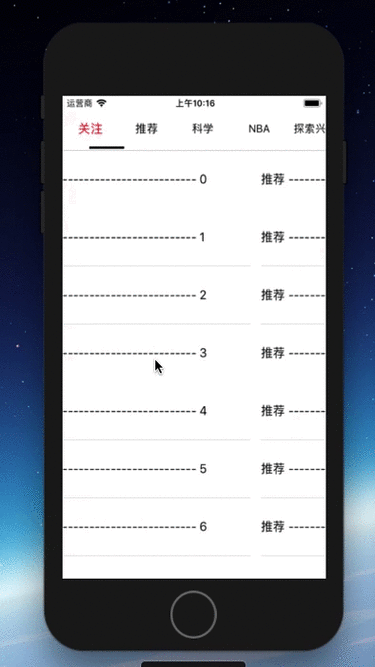 运营商 上午10:16
关注 推荐 科学 NBA 探索兴
---------------------- 0 推荐 ------
---------------------- 1 推荐 ------
---------------------- 2 推荐 ------
---------------------- 3 推荐 ------
---------------------- 4 推荐 ------
---------------------- 5 推荐 ------
---------------------- 6 推荐 ------